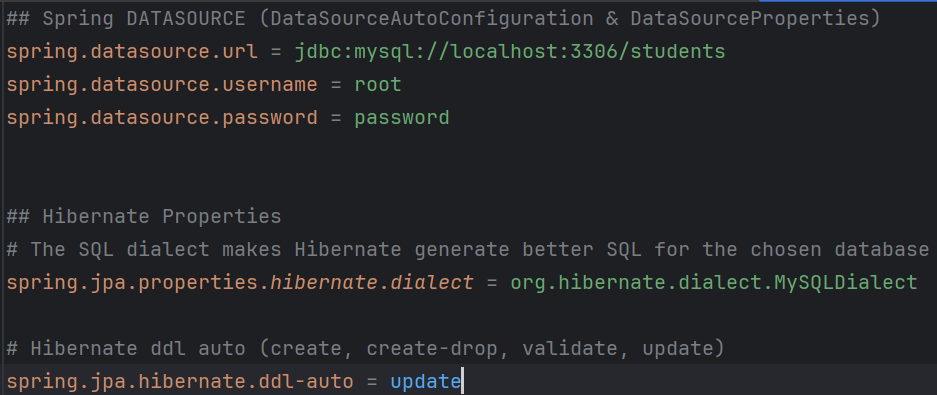 ## Spring DATASOURCE (DataSourceAutoConfiguration & DataSourceProperties)
spring.datasource.url = jdbc:mysql://localhost:3306/students
spring.datasource.username = root
spring.datasource.password = password
## Hibernate Properties
# The SQL dialect makes Hibernate generate better SQL for the chosen database
spring.jpa.properties.hibernate.dialect = org.hibernate.dialect.MySQLDialect
# Hibernate ddl auto (create, create-drop, validate, update)
spring.jpa.hibernate.ddl-auto = update